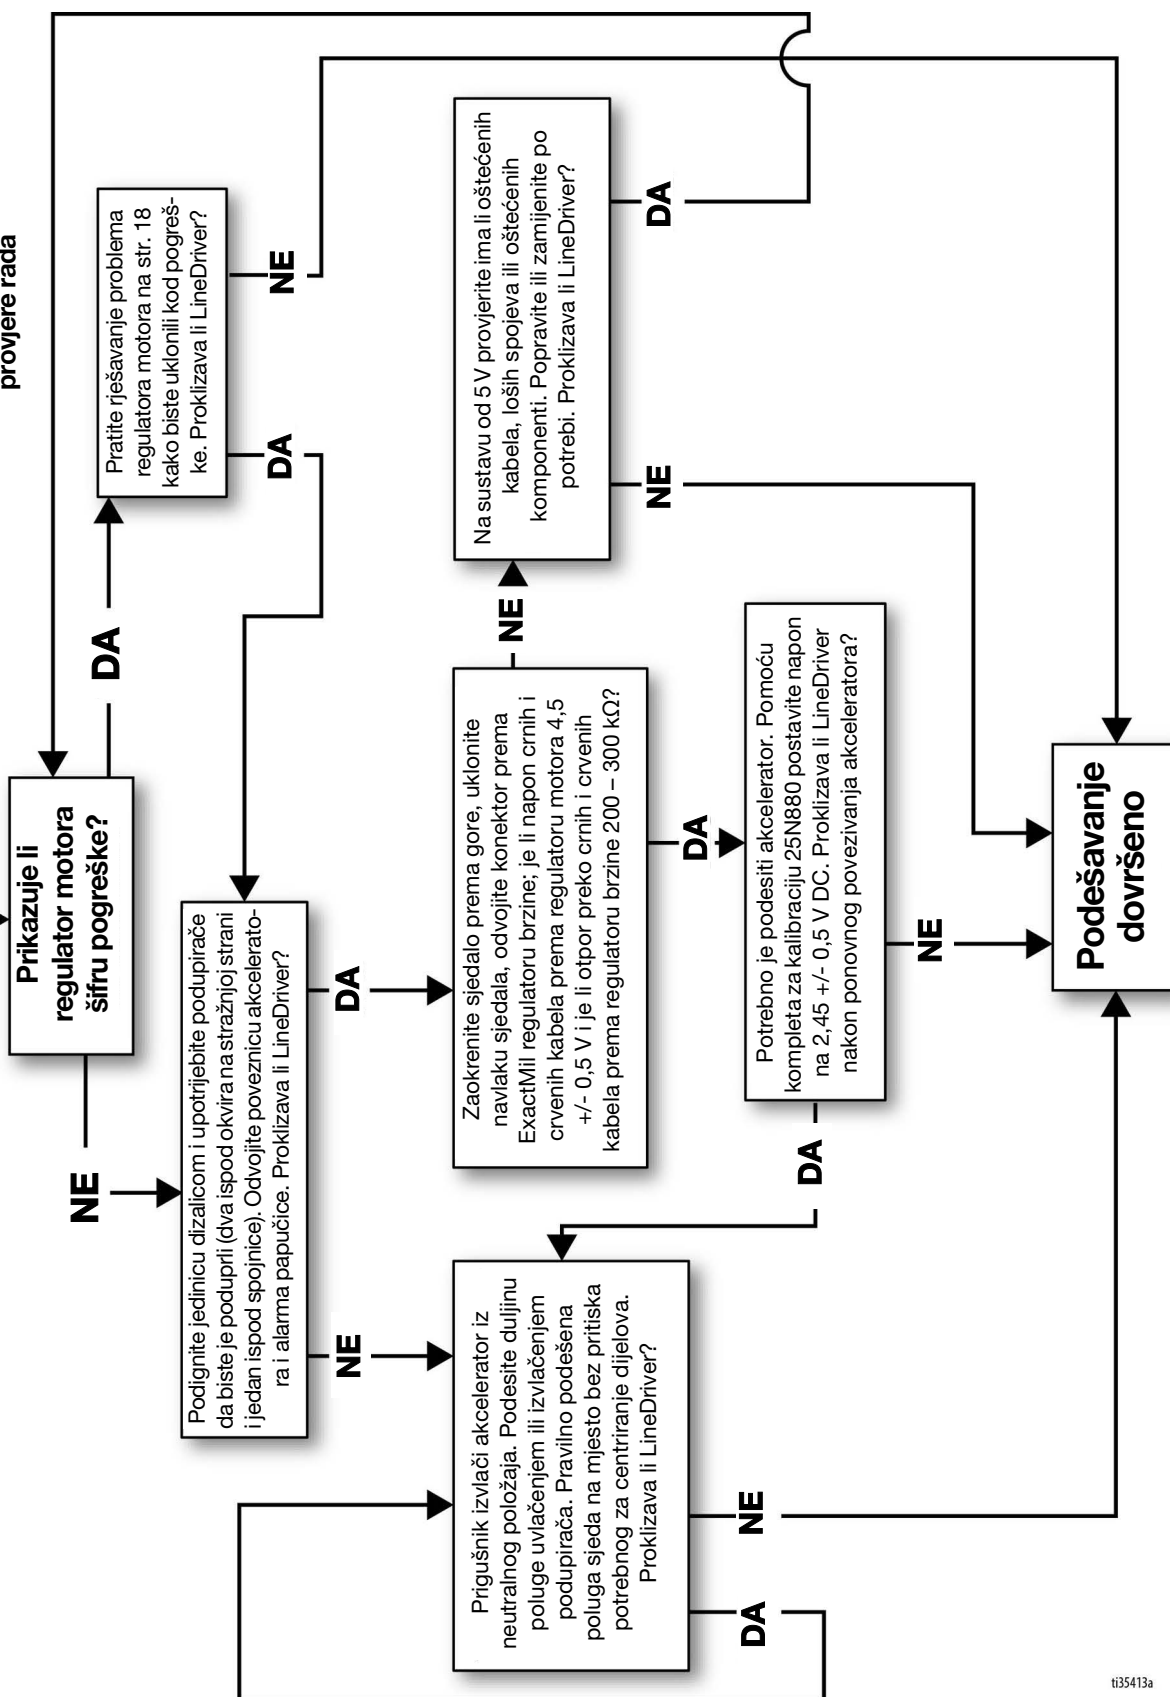 provjere rada
Prikazuje li
regulator motora
šifru pogreške?
DA
Pratite rješavanje problema
regulatora motora na str. 18
kako biste uklonili kod pogreš-
ke. Proklizava li LineDriver?
DA
NE
NE
Podignite jedinicu dizalicom i upotrijebite podupirače
da biste je poduprli (dva ispod okvira na stražnjoj strani
i jedan ispod spojnice). Odvojite poveznicu akcelerato-
ra i alarma papučice. Proklizava li LineDriver?
NE
DA
Zaokrenite sjedalo prema gore, uklonite
navlaku sjedala, odvojite konektor prema
ExactMil regulatoru brzine; je li napon crnih i
crvenih kabela prema regulatoru motora 4,5
+/- 0,5 V i je li otpor preko crnih i crvenih
kabela prema regulatoru brzine 200 – 300 kΩ?
NE
Na sustavu od 5 V provjerite ima li oštećenih
kabela, loših spojeva ili oštećenih
komponenti. Popravite ili zamijenite po
potrebi. Proklizava li LineDriver?
NE
DA
DA
Potrebno je podesiti akcelerator. Pomoću
kompleta za kalibraciju 25N880 postavite napon
na 2,45 +/- 0,5 V DC. Proklizava li LineDriver
nakon ponovnog povezivanja akceleratora?
DA
NE
Prigušnik izvlači akcelerator iz
neutralnog položaja. Podesite duljinu
poluge uvlačenjem ili izvlačenjem
podupirača. Pravilno podešena
poluga sjeda na mjesto bez pritiska
potrebnog za centriranje dijelova.
Proklizava li LineDriver?
DA
NE
Podešavanje
dovršeno
ti35413a